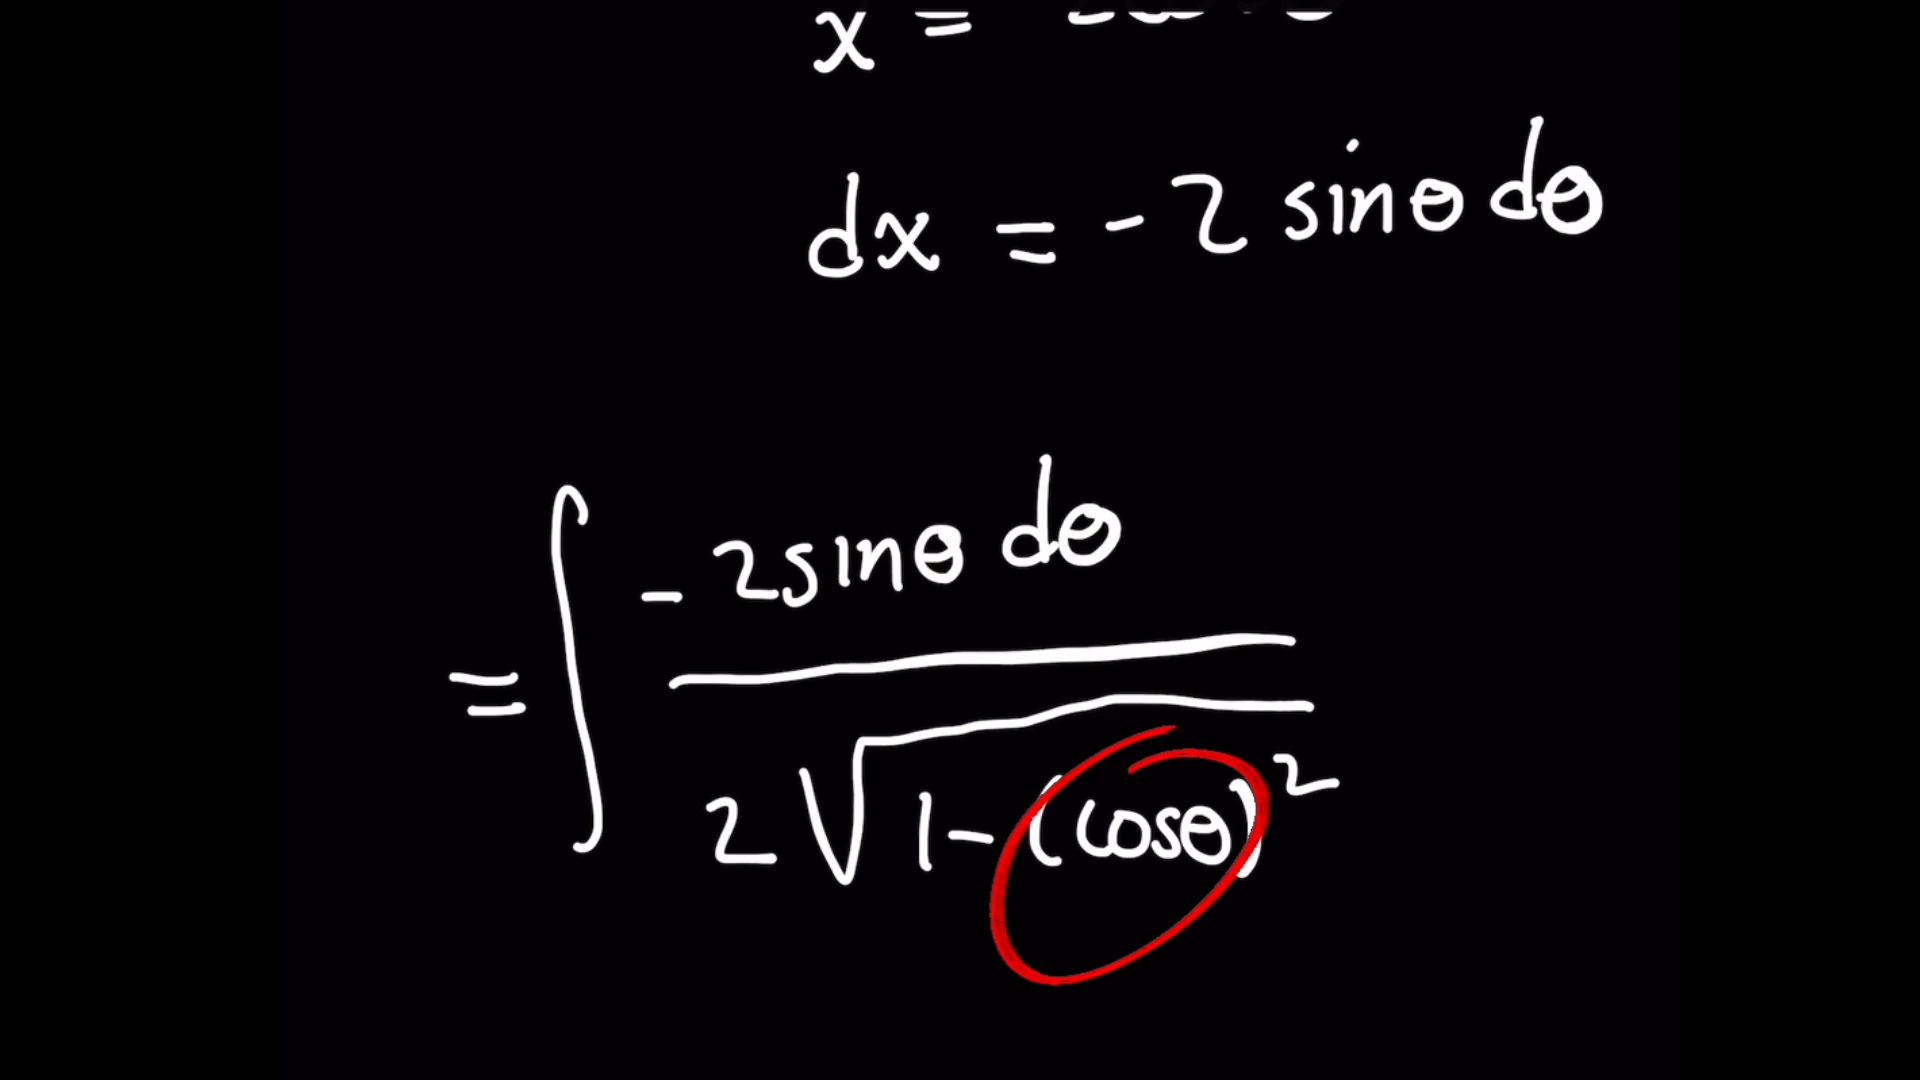 x =
dx = -2 sinθ dθ
= ∫ -2sinθ dθ
2√1-(cosθ)²